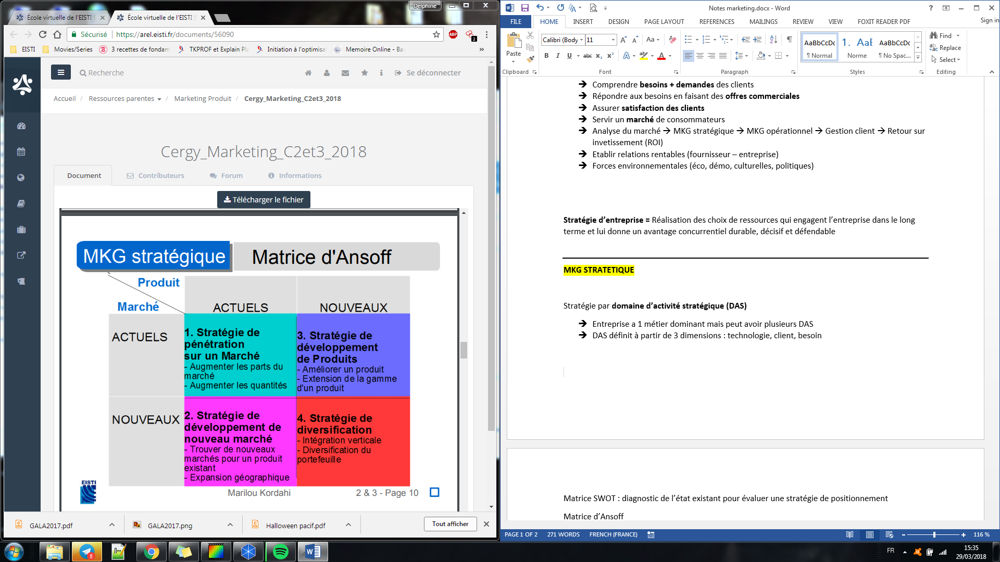 Delphine
École virtuelle de l'EISTI S
École virtuelle de l'EISTI S
Sécurisé
https://arel.eisti.fr/documents/56090
ABP
2
EISTI
Movies/Series
3 recettes de fondant
TKPROF et Explain Pla
Initiation à l'optimisat
Memoire Online - Bas
»
Recherche
Se déconnecter
Accueil / Ressources parentes / Marketing Produit / Cergy_Marketing_C2et3_2018
Cergy_Marketing_C2et3_2018
Document
Contributeurs
Forum
Informations
Télécharger le fichier
MKG stratégique
Matrice d'Ansoff
Produit
Marché
ACTUELS
NOUVEAUX
ACTUELS
1. Stratégie de
pénétration
sur un Marché
- Augmenter les parts du
marché
- Augmenter les quantités
3. Stratégie de
développement
de Produits
- Améliorer un produit
- Extension de la gamme
d'un produit
NOUVEAUX
2. Stratégie de
développement de
nouveau marché
- Trouver de nouveaux
marchés pour un produit
existant
- Expansion géographique
4. Stratégie de
diversification
- Intégration verticale
- Diversification du
portefeuille
EISTI
Marilou Kordahi
2 & 3 - Page 10
GALA2017.pdf
GALA2017.png
Halloween pacif.pdf
Tout afficher
Notes marketing.docx - Word
Sign in
FILE
HOME
INSERT
DESIGN
PAGE LAYOUT
REFERENCES
MAILINGS
REVIEW
VIEW
FOXIT READER PDF
Paste
Clipboard
Calibri (Body
11
Font
Paragraph
AaBbCcDc
¶ Normal
1. AaB
Norme
AaBbCcDc
¶ No Spac...
Styles
Find
Replace
Select
Editing
➔ Comprendre besoins + demandes des clients
➔ Répondre aux besoins en faisant des offres commerciales
➔ Assurer satisfaction des clients
➔ Servir un marché de consommateurs
➔ Analyse du marché → MKG stratégique → MKG opérationnel → Gestion client → Retour sur
invetissement (ROI)
➔ Etablir relations rentables (fournisseur – entreprise)
➔ Forces environnementales (éco, démo, culturelles, politiques)
Stratégie d’entreprise = Réalisation des choix de ressources qui engagent l’entreprise dans le long
terme et lui donne un avantage concurrentiel durable, décisif et défendable
MKG STRATETIQUE
Stratégie par domaine d’activité stratégique (DAS)
➔ Entreprise a 1 métier dominant mais peut avoir plusieurs DAS
➔ DAS définit à partir de 3 dimensions : technologie, client, besoin
Matrice SWOT : diagnostic de l’état existant pour évaluer une stratégie de positionnement
Matrice d’Ansoff
PAGE 1 OF 2
271 WORDS
FRENCH (FRANCE)
116 %
8
FR
15:35
29/03/2018